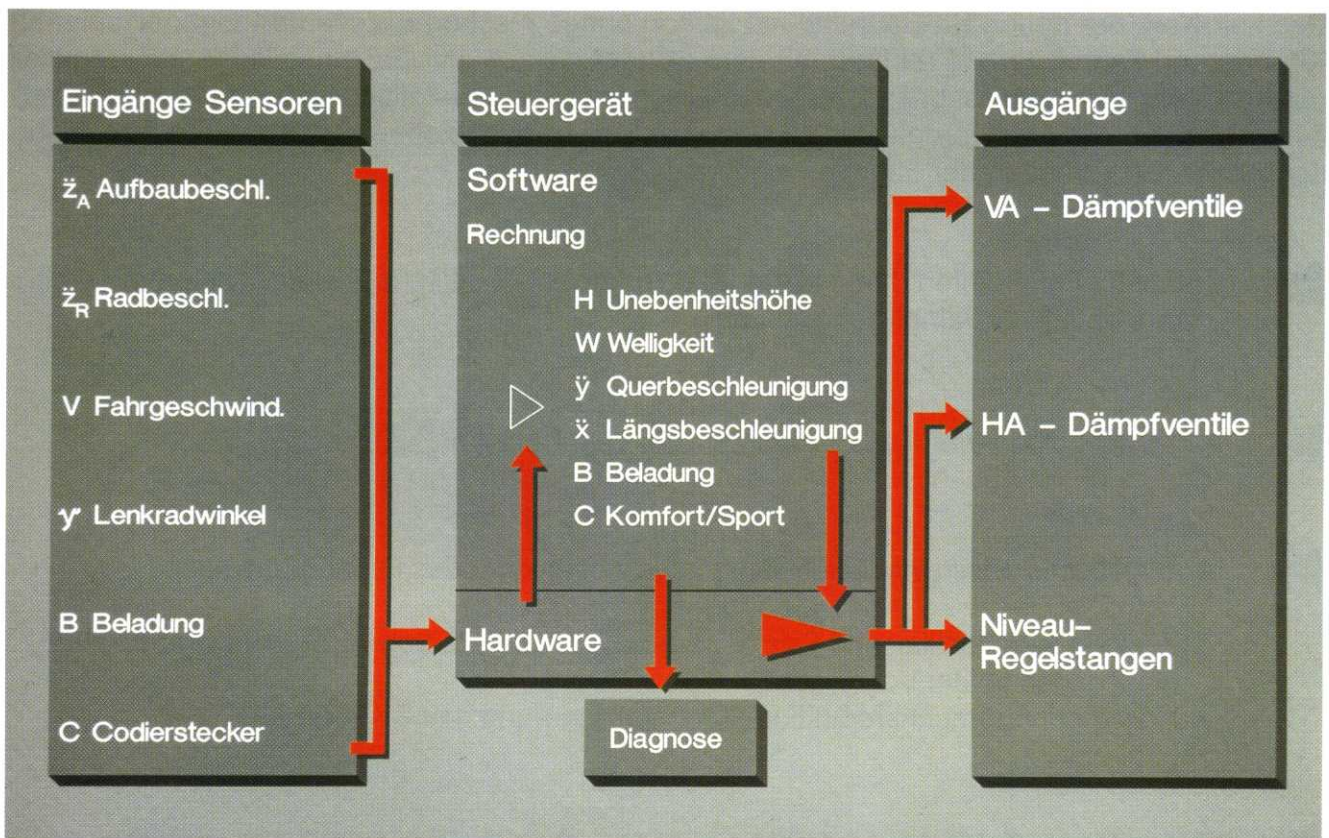 Eingänge Sensoren
z̈A Aufbaubeschl.
z̈R Radbeschl.
V Fahrgeschwind.
γ Lenkradwinkel
B Beladung
C Codierstecker
Steuergerät
Software
Rechnung
H Unebenheitshöhe
W Welligkeit
ÿ Querbeschleunigung
ẍ Längsbeschleunigung
B Beladung
C Komfort/Sport
Hardware
Diagnose
Ausgänge
VA – Dämpfventile
HA – Dämpfventile
Niveau–
Regelstangen